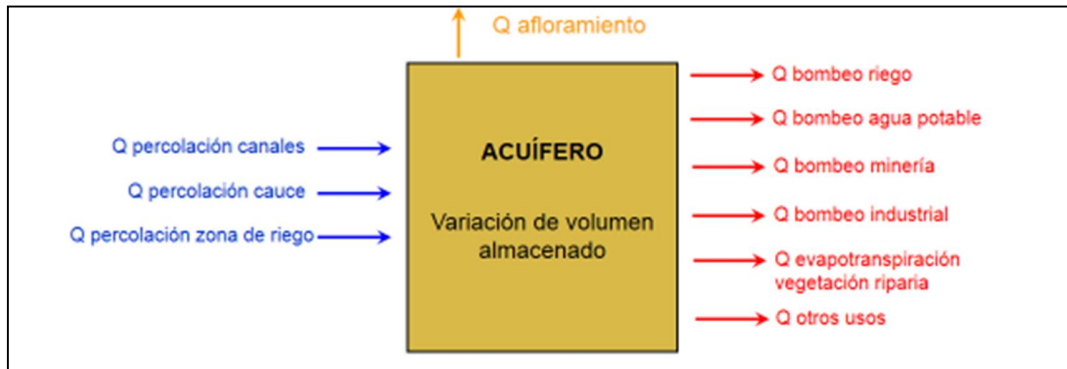 Q afloramiento
Q percolación canales
Q percolación cauce
Q percolación zona de riego
ACUÍFERO
Variación de volumen
almacenado
Q bombeo riego
Q bombeo agua potable
Q bombeo minería
Q bombeo industrial
Q evapotranspiración
vegetación riparia
Q otros usos